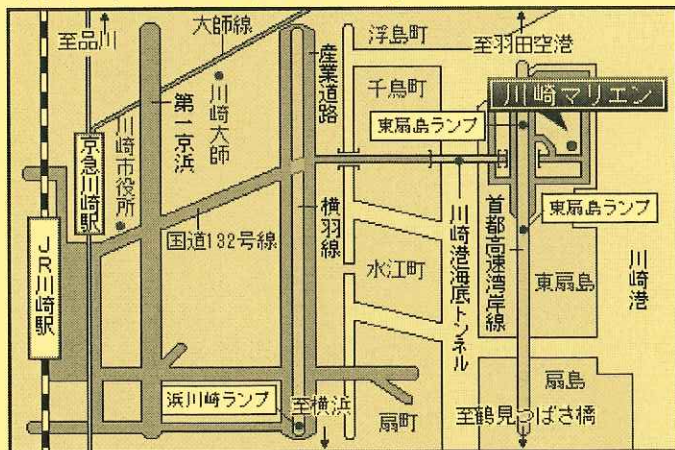 至品川
大師線
産業道路
浮島町
至羽田空港
川崎マリエン
千鳥町
東扇島ランプ
第一京浜
川崎大師
京急川崎駅
川崎市役所
国道132号線
横羽線
川崎港海底トンネル
首都高速湾岸線
東扇島ランプ
JR川崎駅
水江町
東扇島
川崎港
浜川崎ランプ
至横浜
扇町
扇島
至鶴見つばさ橋